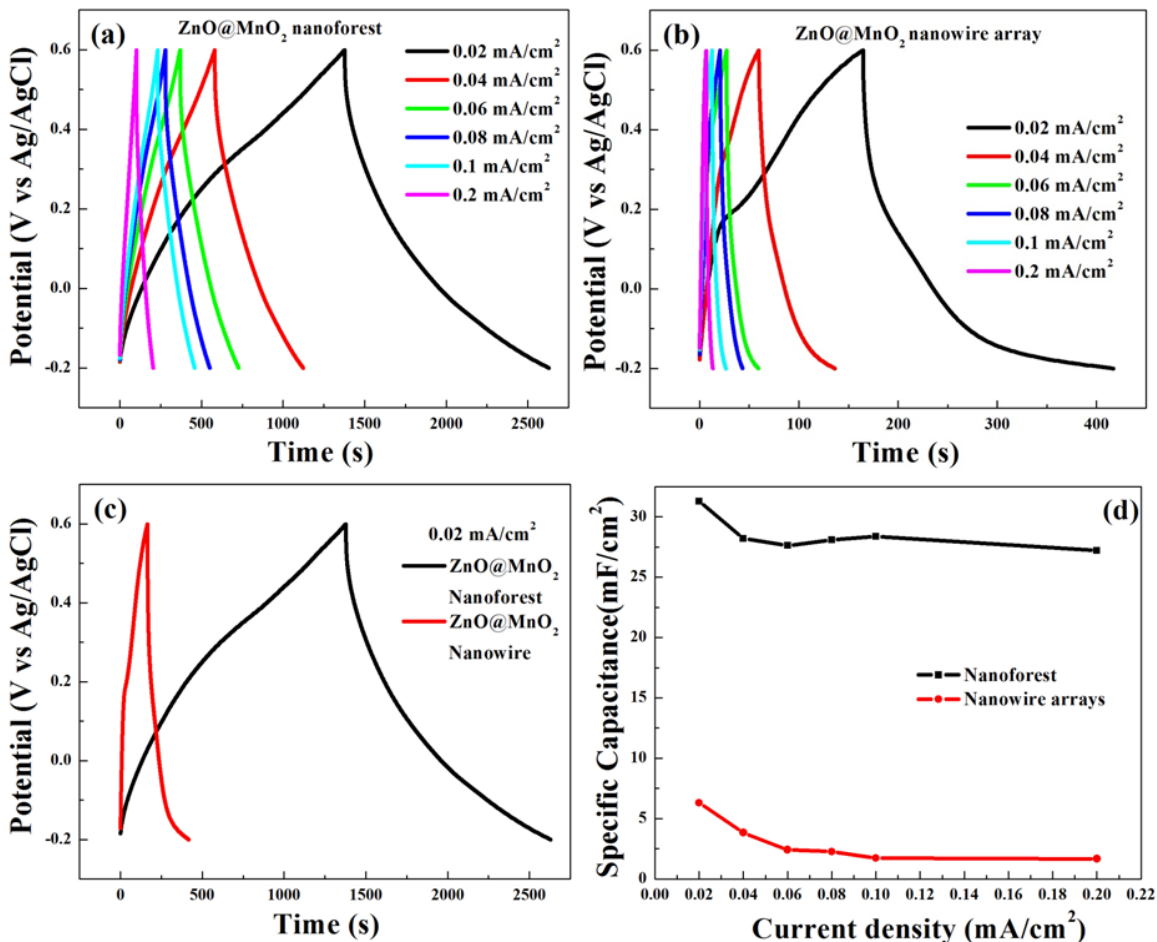 (a)
ZnO@MnO₂ nanoforest
0.02 mA/cm²
0.04 mA/cm²
0.06 mA/cm²
0.08 mA/cm²
0.1 mA/cm²
0.2 mA/cm²
Potential (V vs Ag/AgCl)
0.6
0.4
0.2
0.0
-0.2
0
500
1000
1500
2000
2500
Time (s)
(b)
ZnO@MnO₂ nanowire array
0.02 mA/cm²
0.04 mA/cm²
0.06 mA/cm²
0.08 mA/cm²
0.1 mA/cm²
0.2 mA/cm²
Potential (V vs Ag/AgCl)
0.6
0.4
0.2
0.0
-0.2
0
100
200
300
400
Time (s)
(c)
0.02 mA/cm²
ZnO@MnO₂
Nanoforest
ZnO@MnO₂
Nanowire
Potential (V vs Ag/AgCl)
0.6
0.4
0.2
0.0
-0.2
0
500
1000
1500
2000
2500
Time (s)
(d)
Nanoforest
Nanowire arrays
Specific Capacitance(mF/cm²)
30
25
20
15
10
5
0
0.00
0.02
0.04
0.06
0.08
0.10
0.12
0.14
0.16
0.18
0.20
0.22
Current density (mA/cm²)